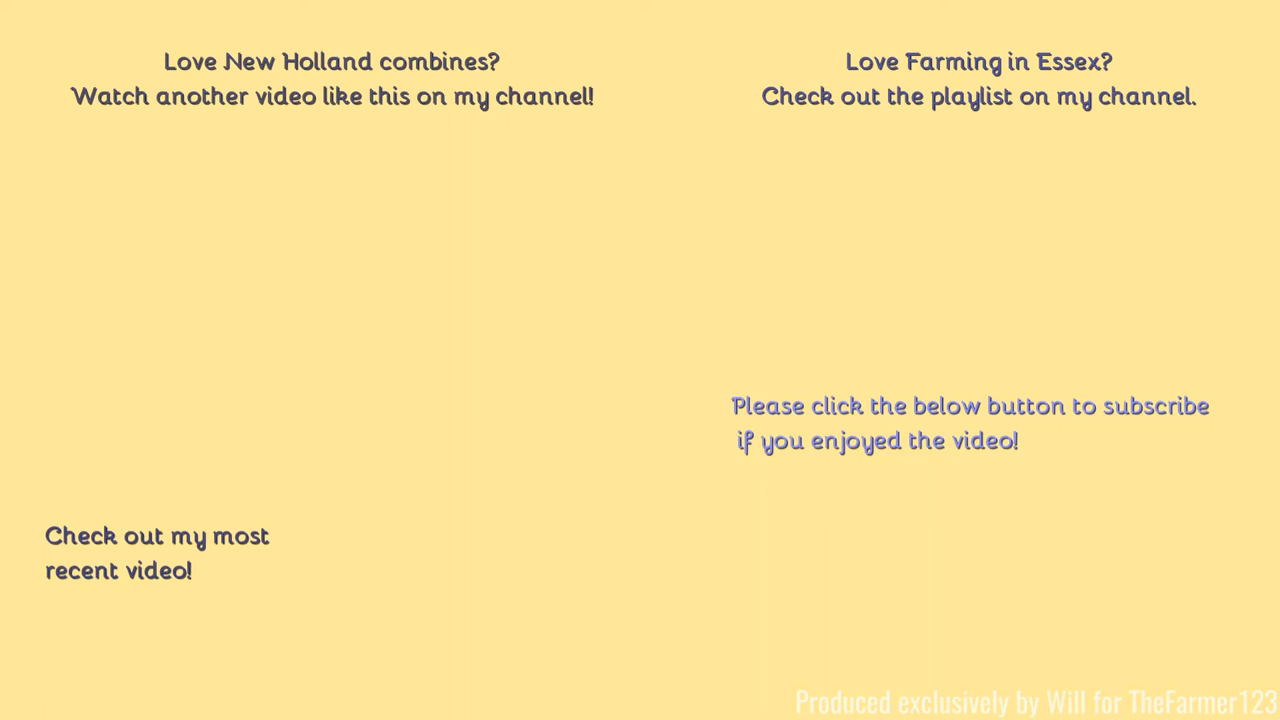 Love New Holland combines?
Watch another video like this on my channel!
Love Farming in Essex?
Check out the playlist on my channel.
Please click the below button to subscribe
if you enjoyed the video!
Check out my most
recent video!
Produced exclusively by Will for TheFarmer123